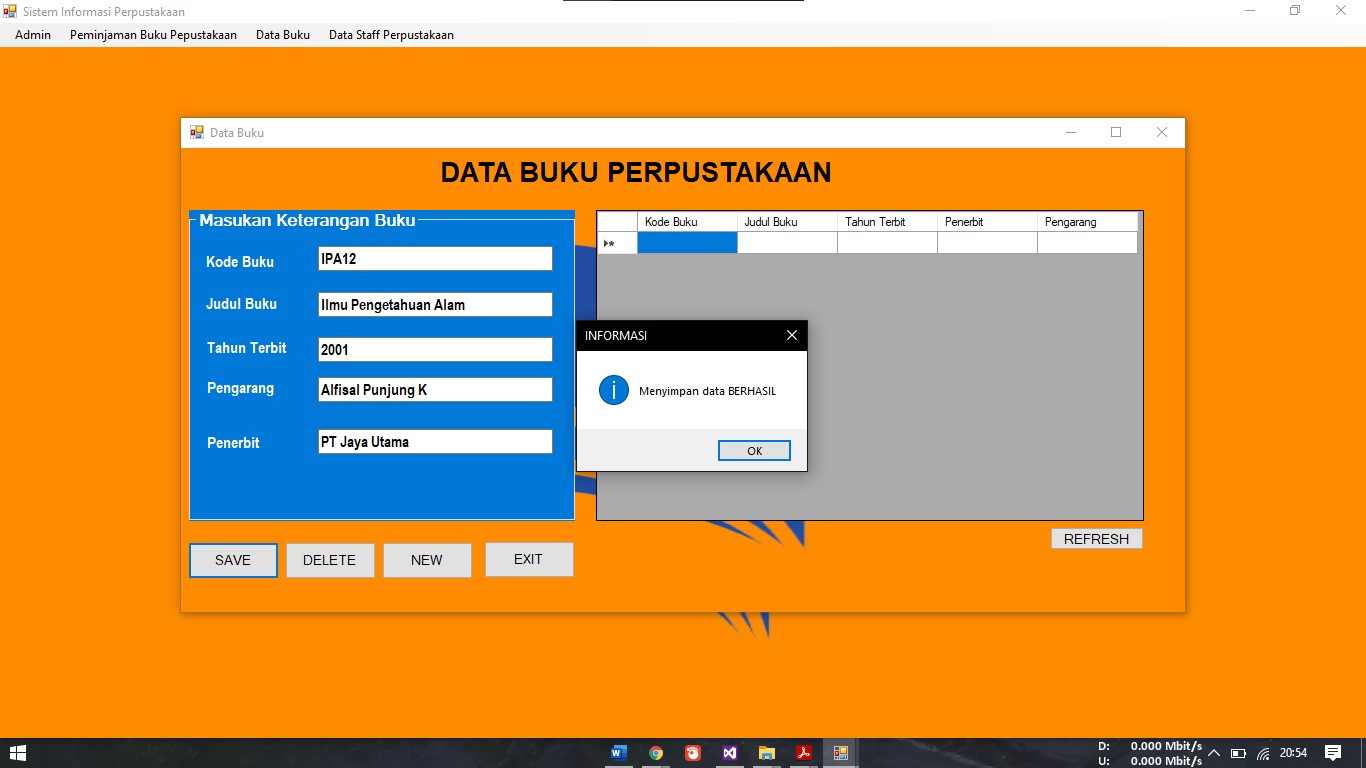 Sistem Informasi Perpustakaan
Admin Peminjaman Buku Pepustakaan Data Buku Data Staff Perpustakaan
Data Buku
DATA BUKU PERPUSTAKAAN
Masukan Keterangan Buku
Kode Buku IPA12
Judul Buku Ilmu Pengetahuan Alam
Tahun Terbit 2001
Pengarang Alfisal Punjung K
Penerbit PT Jaya Utama
Kode Buku Judul Buku Tahun Terbit Penerbit Pengarang
INFORMASI
Menyimpan data BERHASIL
OK
REFRESH
SAVE DELETE NEW EXIT
D: 0.000 Mbit/s
U: 0.000 Mbit/s
20:54